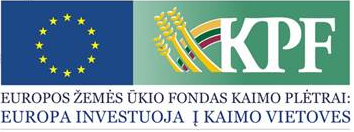 KPF
EUROPOS ŽEMĖS ŪKIO FONDAS KAIMO PLĖTRAI:
EUROPA INVESTUOJA Į KAIMO VIETOVES